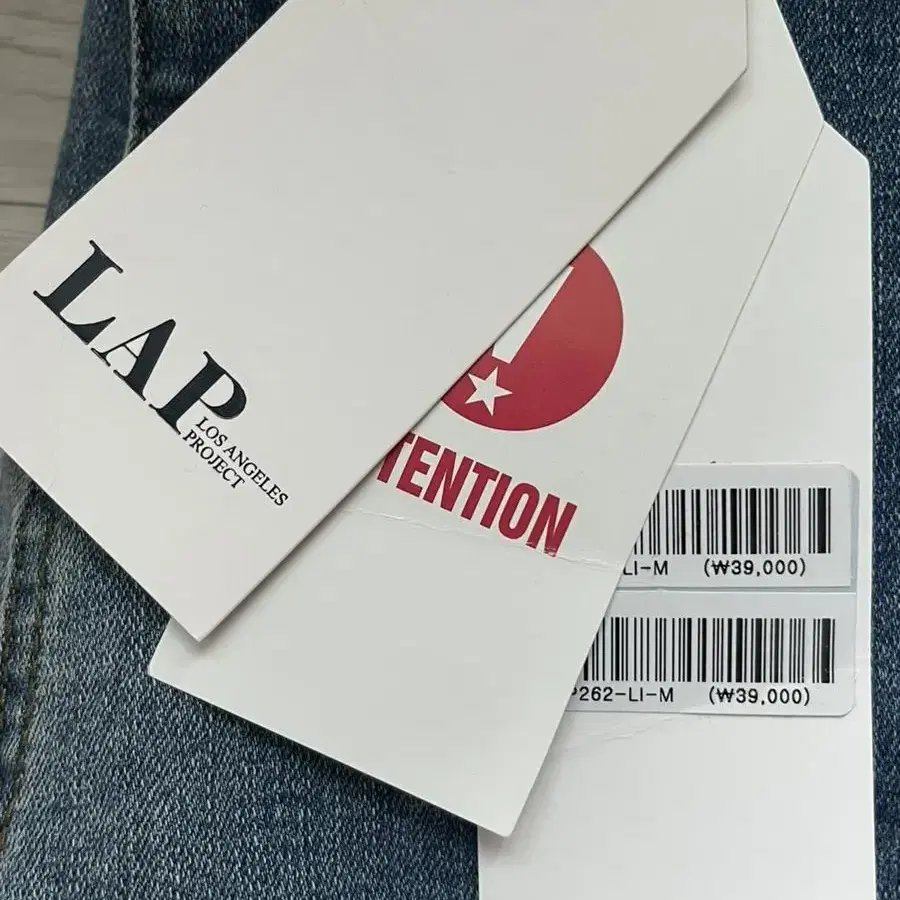 LAP
LOS ANGELES
PROJECT
TENTION
LI-M (₩39,000)
P262-LI-M (₩39,000)